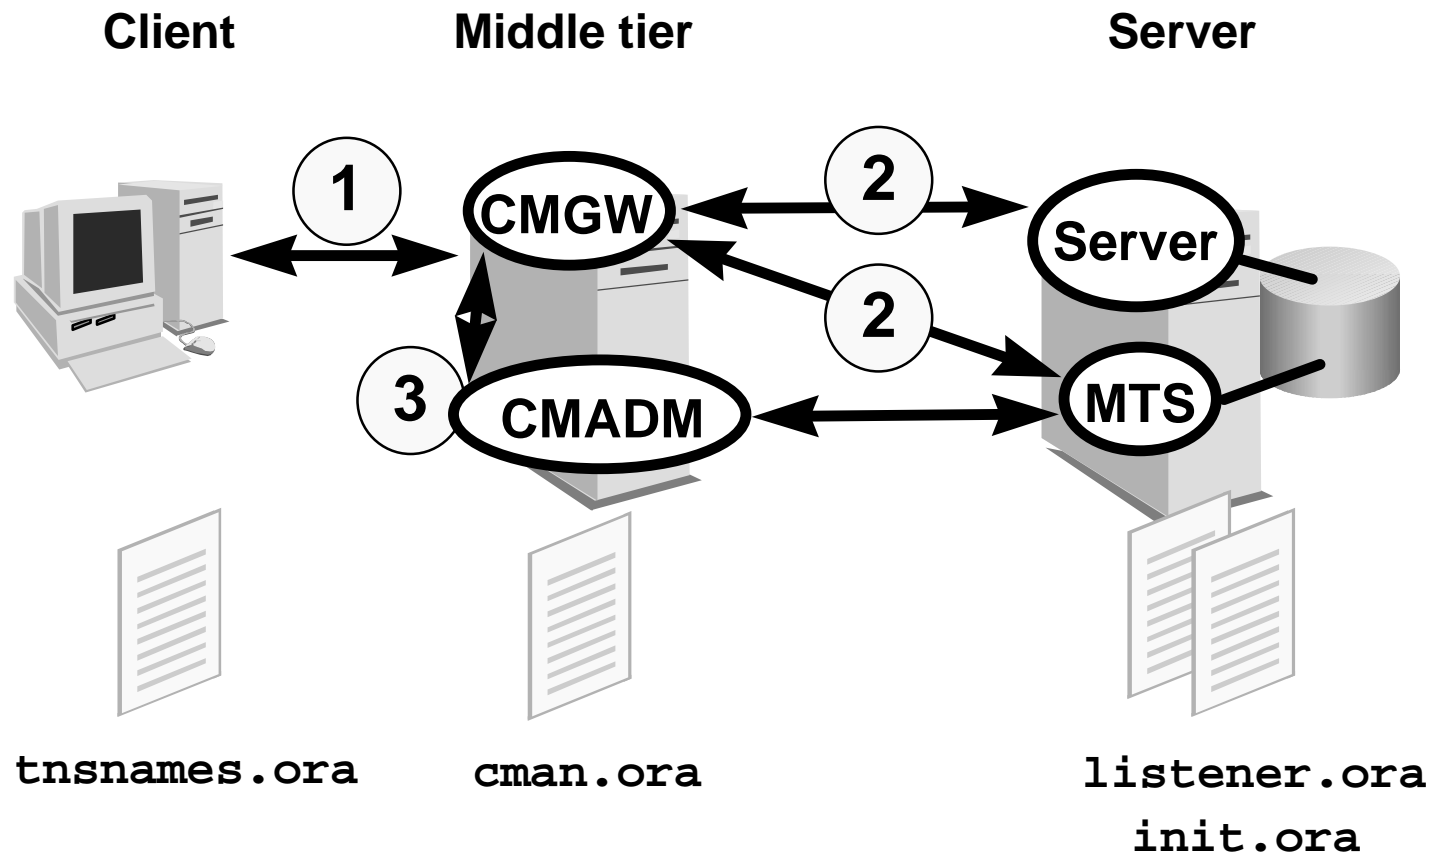 Client
Middle tier
Server
1
CMGW
2
Server
2
3
CMADM
MTS
tnsnames.ora
cman.ora
listener.ora
init.ora